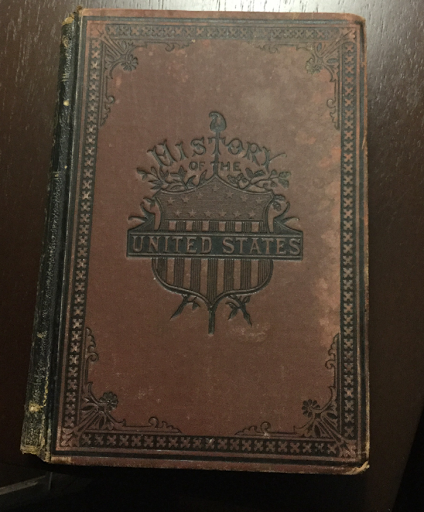 HISTORY
OF THE
UNITED STATES